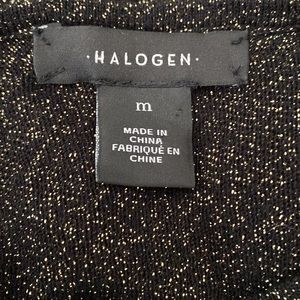 ·HALOGEN·
m
MADE IN
CHINA
FABRIQUÉ EN
CHINE